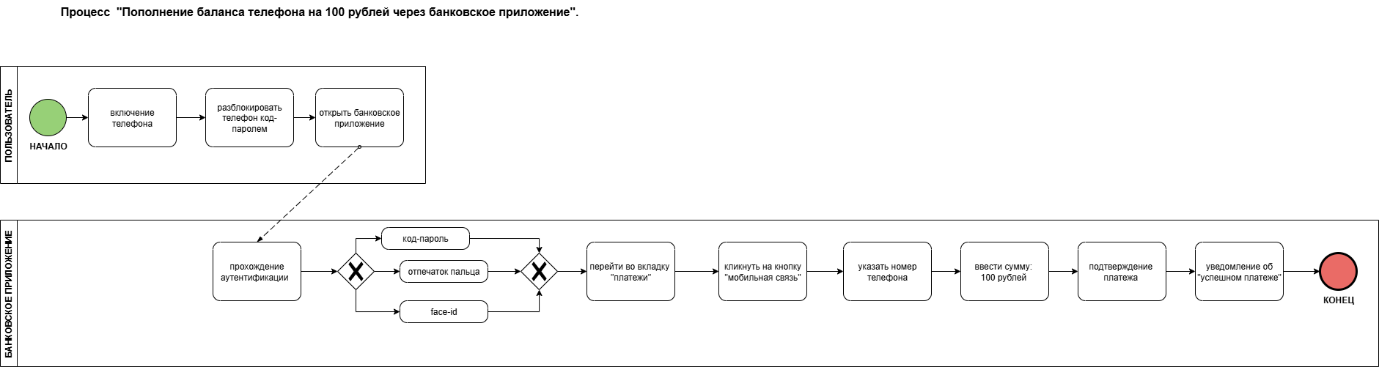 Процесс "Пополнение баланса телефона на 100 рублей через банковское приложение".
ПОЛЬЗОВАТЕЛЬ
НАЧАЛО
включение
телефона
разблокировать
телефон код-
паролем
открыть банковское
приложение
БАНКОВСКОЕ ПРИЛОЖЕНИЕ
прохождение
аутентификации
код-пароль
отпечаток пальца
face-id
перейти во вкладку
"платежи"
кликнуть на кнопку
"мобильная связь"
указать номер
телефона
ввести сумму:
100 рублей
подтверждение
платежа
уведомление об
"успешном платеже"
КОНЕЦ